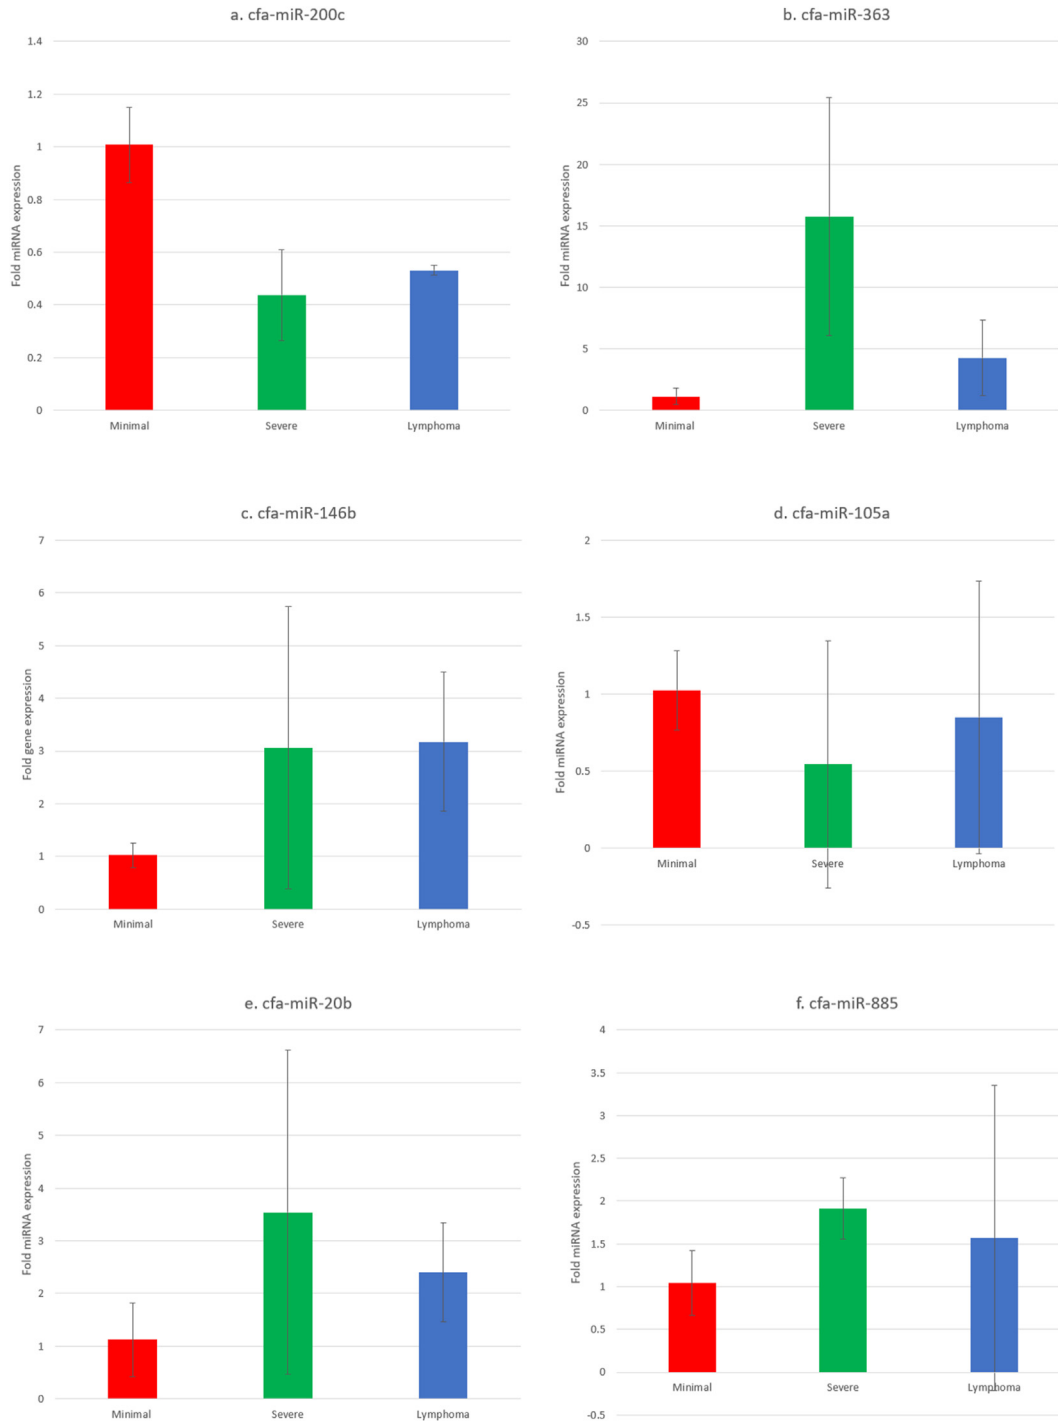 a. cfa-miR-200c
1.4
1.2
1
0.8
0.6
0.4
0.2
0
Fold miRNA expression
Minimal
Severe
Lymphoma
b. cfa-miR-363
30
25
20
15
10
5
0
Fold miRNA expression
Minimal
Severe
Lymphoma
c. cfa-miR-146b
7
6
5
4
3
2
1
0
Fold gene expression
Minimal
Severe
Lymphoma
d. cfa-miR-105a
2
1.5
1
0.5
0
-0.5
Fold miRNA expression
Minimal
Severe
Lymphoma
e. cfa-miR-20b
7
6
5
4
3
2
1
0
Fold miRNA expression
Minimal
Severe
Lymphoma
f. cfa-miR-885
4
3.5
3
2.5
2
1.5
1
0.5
0
-0.5
Fold miRNA expression
Minimal
Severe
Lymphoma